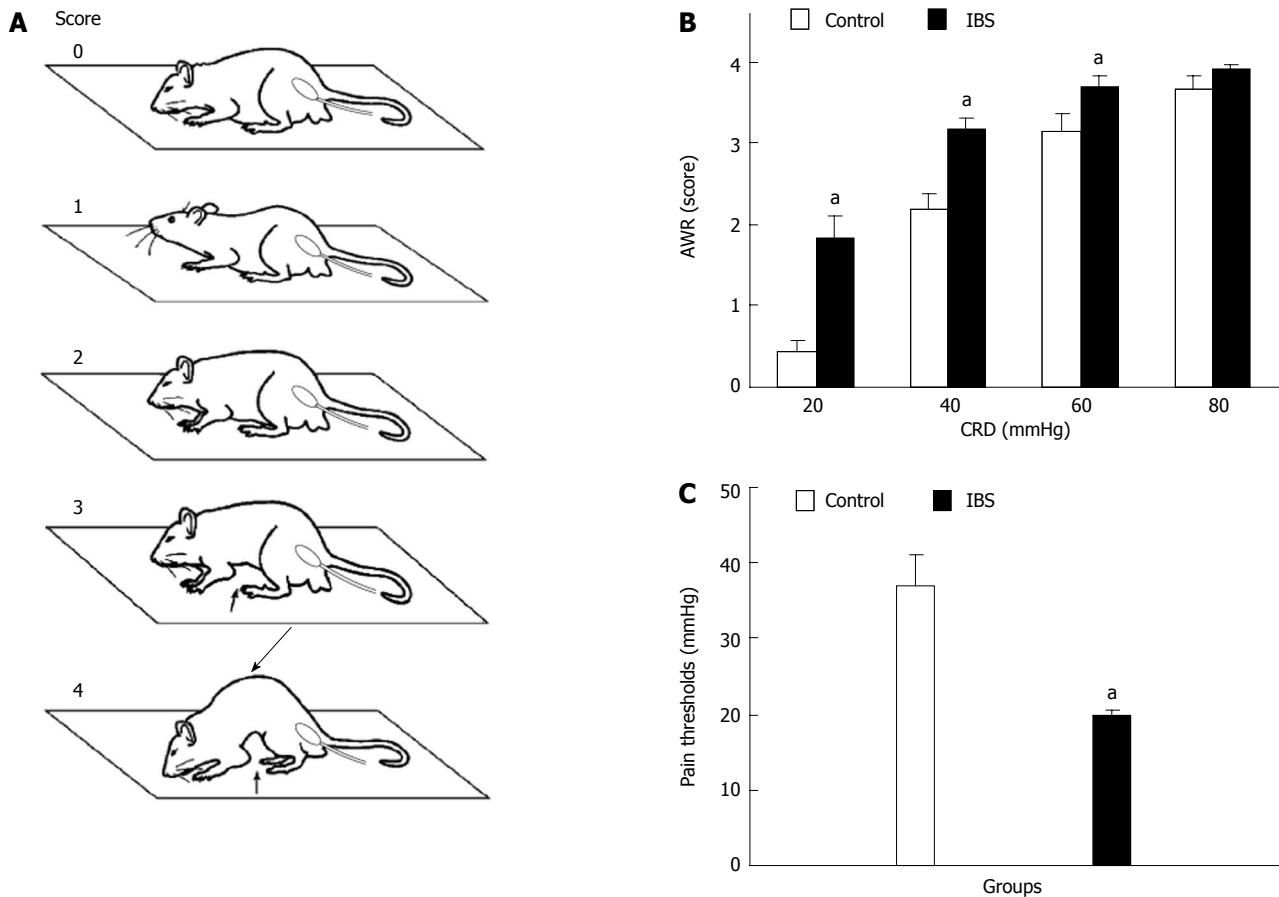 A
Score
0
1
2
3
4
B
Control
IBS
AWR (score)
4
3
2
1
0
a
a
a
20
40
60
80
CRD (mmHg)
C
Control
IBS
Pain thresholds (mmHg)
50
40
30
20
10
0
a
Groups